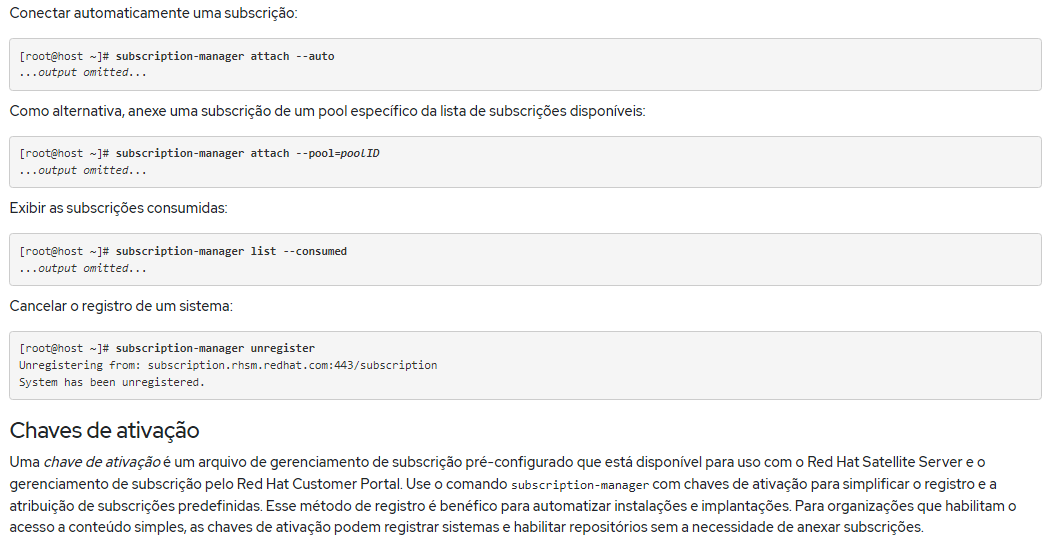 Conectar automaticamente uma subscrição:
[root@host ~]# subscription-manager attach --auto
...output omitted...
Como alternativa, anexe uma subscrição de um pool específico da lista de subscrições disponíveis:
[root@host ~]# subscription-manager attach --pool=poolID
...output omitted...
Exibir as subscrições consumidas:
[root@host ~]# subscription-manager list --consumed
...output omitted...
Cancelar o registro de um sistema:
[root@host ~]# subscription-manager unregister
Unregistering from: subscription.rhsm.redhat.com:443/subscription
System has been unregistered.
Chaves de ativação
Uma chave de ativação é um arquivo de gerenciamento de subscrição pré-configurado que está disponível para uso com o Red Hat Satellite Server e o
gerenciamento de subscrição pelo Red Hat Customer Portal. Use o comando subscription-manager com chaves de ativação para simplificar o registro e a
atribuição de subscrições predefinidas. Esse método de registro é benéfico para automatizar instalações e implantações. Para organizações que habilitam o
acesso a conteúdo simples, as chaves de ativação podem registrar sistemas e habilitar repositórios sem a necessidade de anexar subscrições.